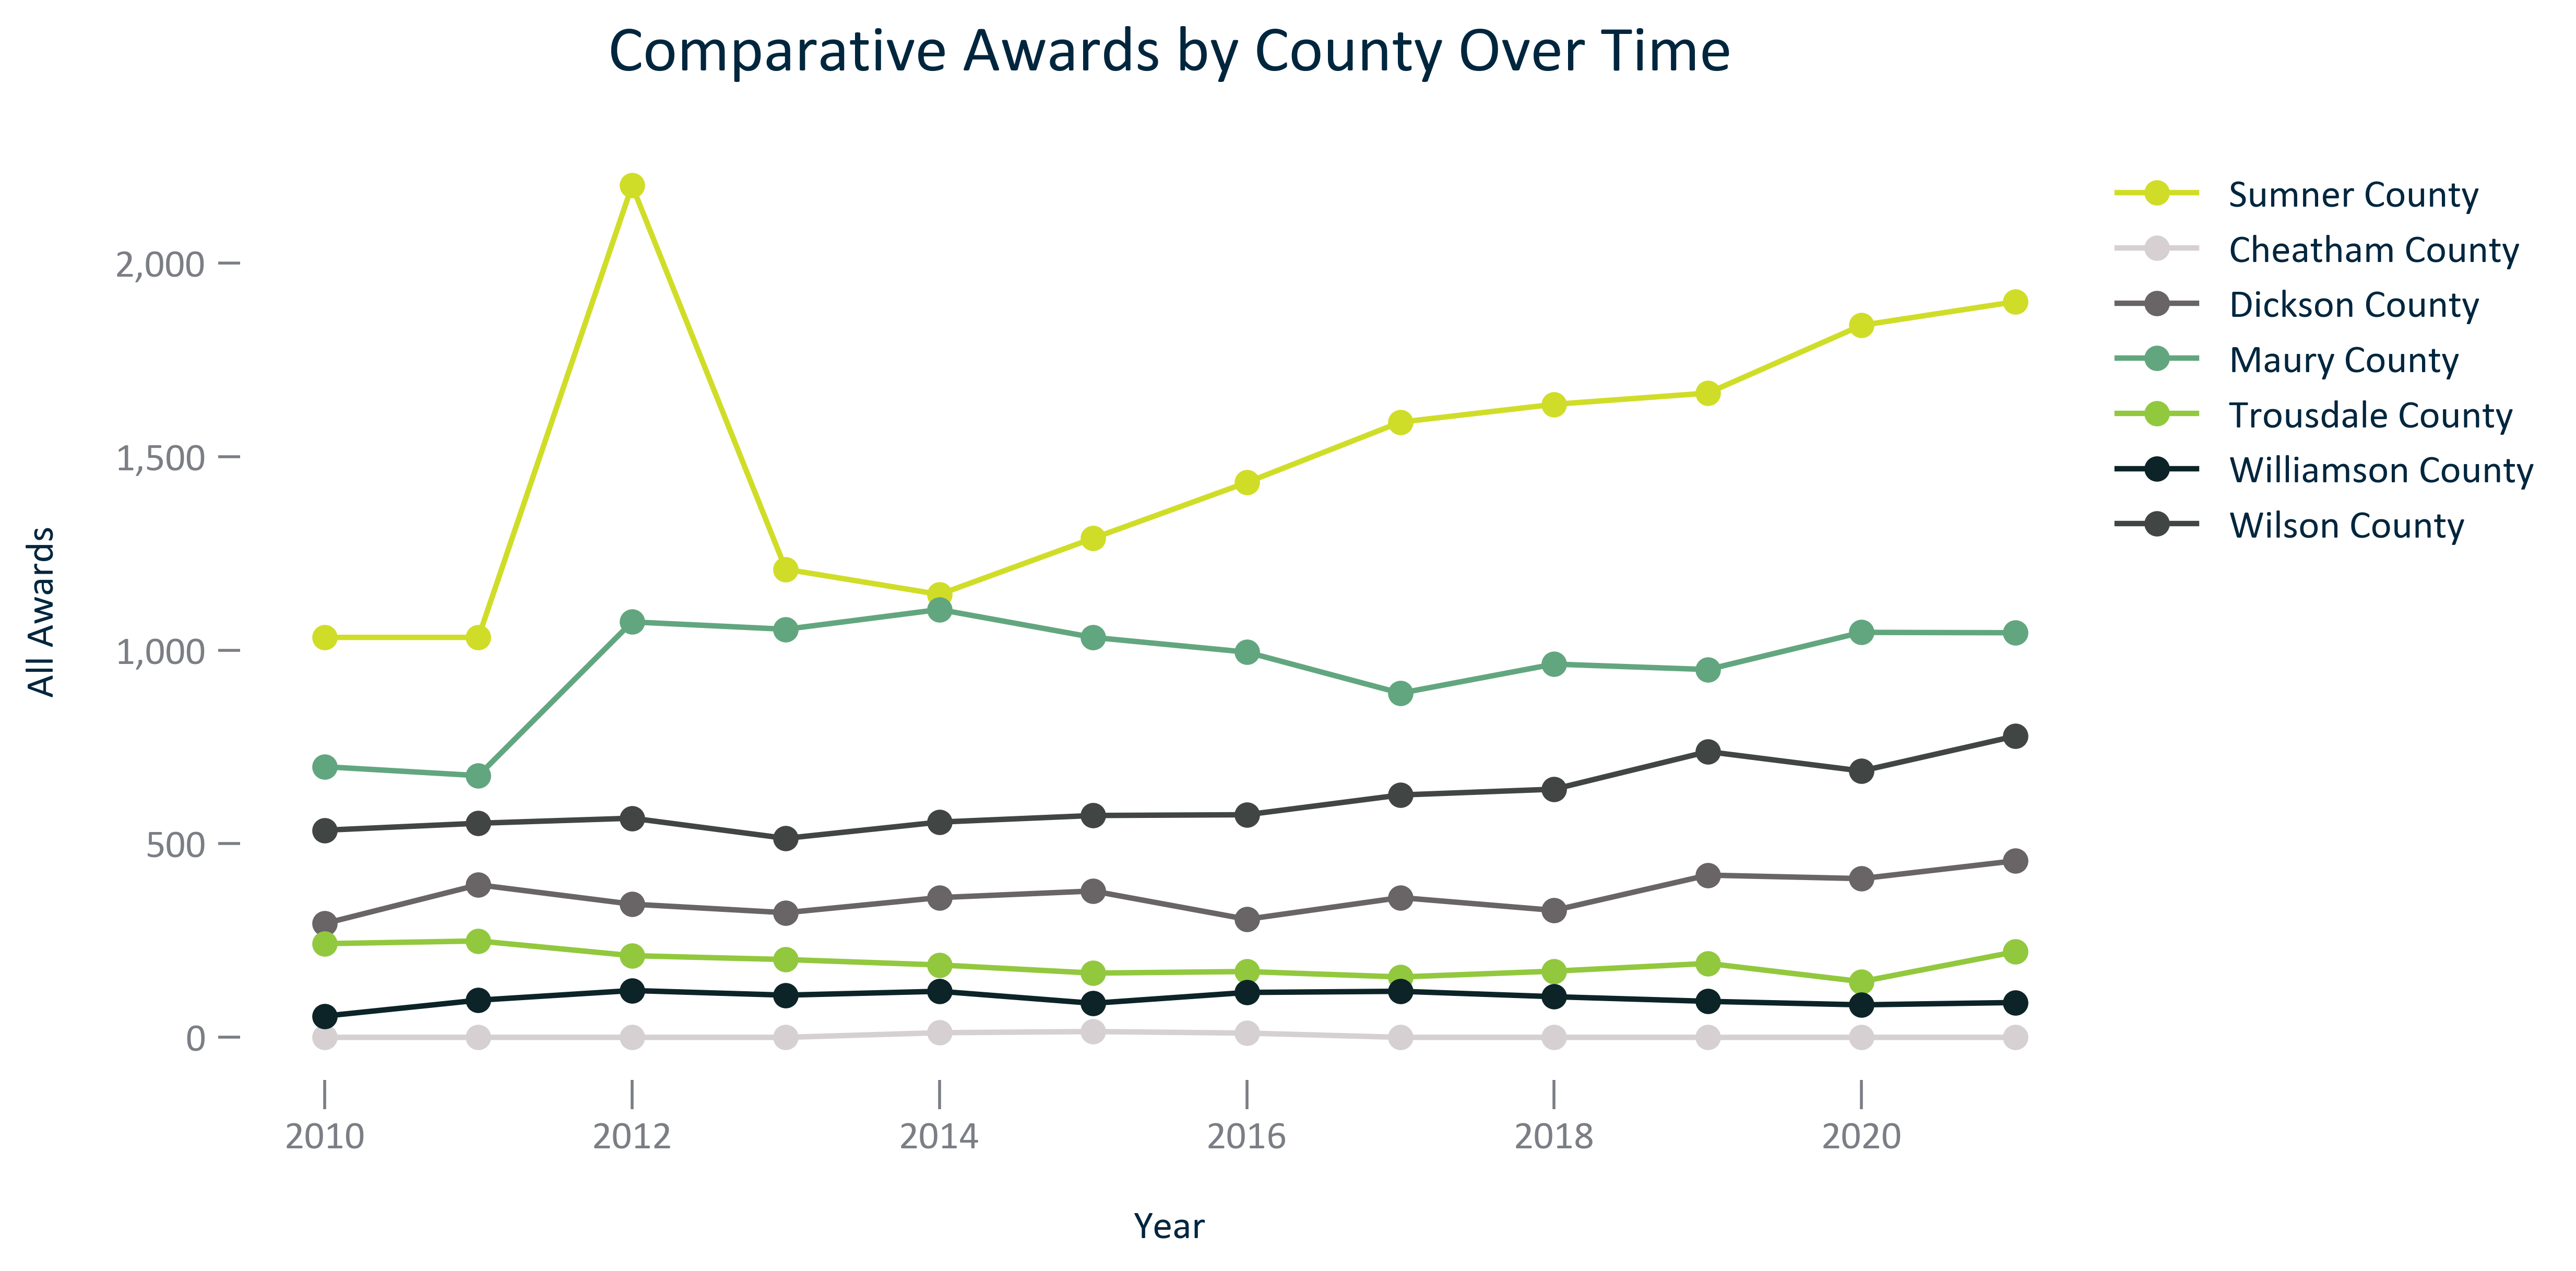 Comparative Awards by County Over Time
2,000
1,500
1,000
500
0
All Awards
2010 2012 2014 2016 2018 2020
Year
Sumner County
Cheatham County
Dickson County
Maury County
Trousdale County
Williamson County
Wilson County